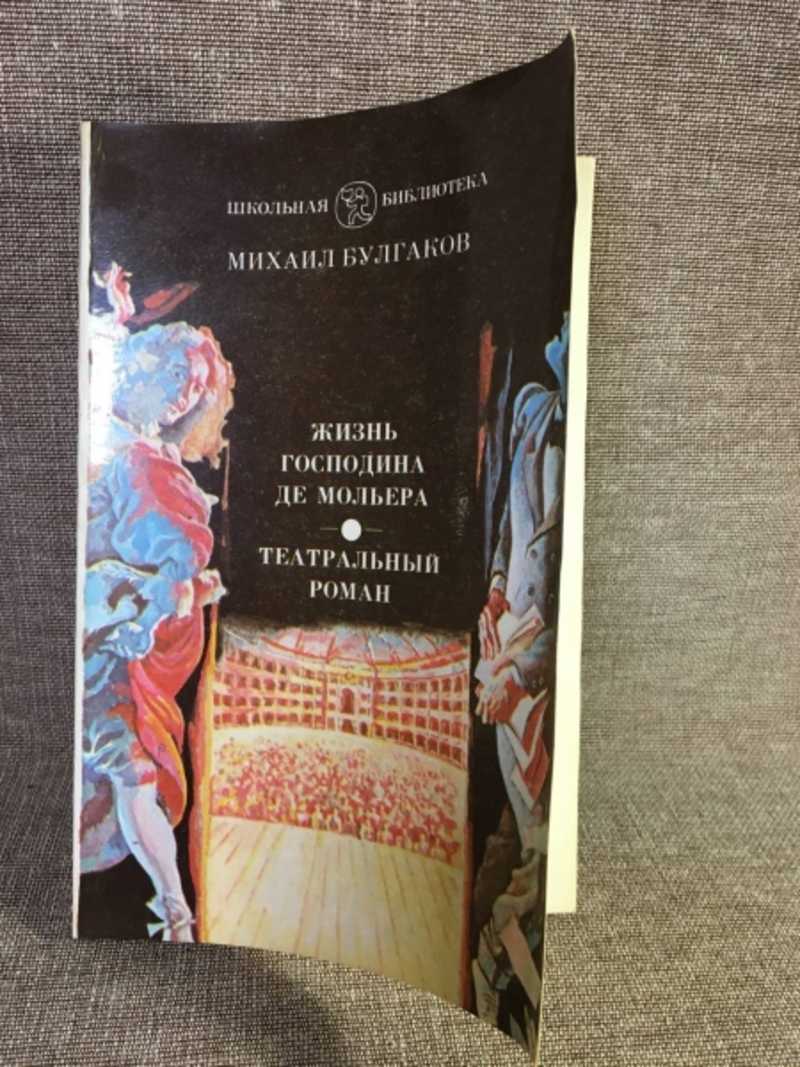 ШКОЛЬНАЯ БИБЛИОТЕКА
МИХАИЛ БУЛГАКОВ
ЖИЗНЬ
ГОСПОДИНА
ДЕ МОЛЬЕРА
ТЕАТРАЛЬНЫЙ
РОМАН